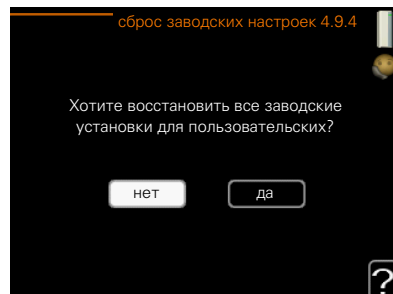 сброс заводских настроек 4.9.4
Хотите восстановить все заводские
установки для пользовательских?
нет
да
?